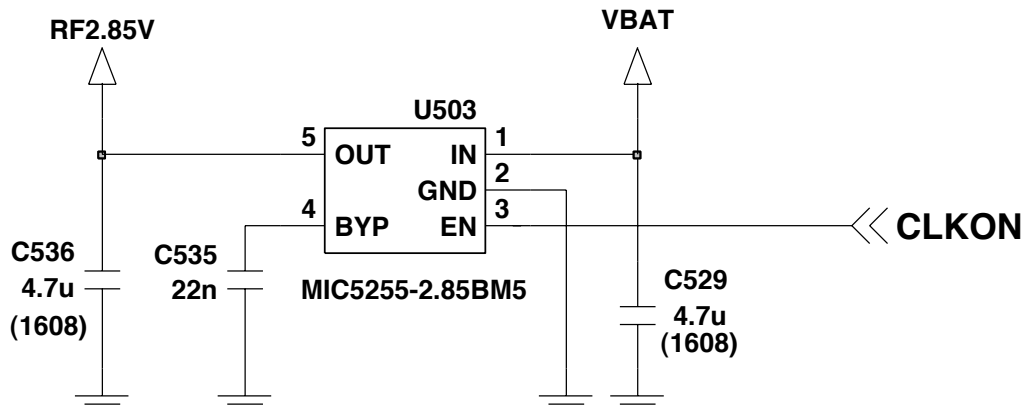 RF2.85V
VBAT
U503
5
OUT
IN
1
GND
2
4
BYP
EN
3
CLKON
C536
4.7u
(1608)
C535
22n
MIC5255-2.85BM5
C529
4.7u
(1608)